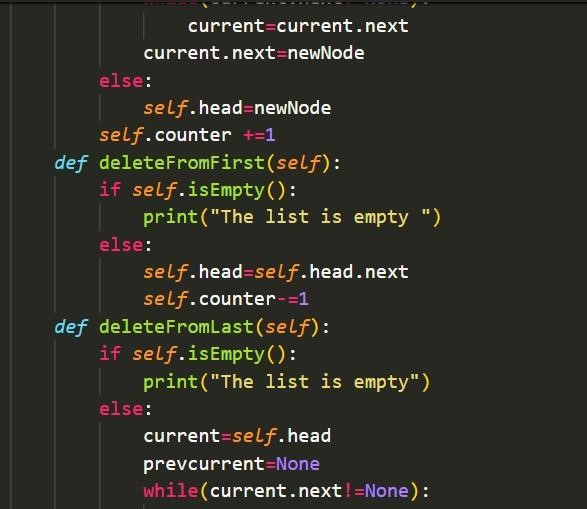 current=current.next
current.next=newNode
else:
self.head=newNode
self.counter +=1
def deleteFromFirst(self):
if self.isEmpty():
print("The list is empty ")
else:
self.head=self.head.next
self.counter-=1
def deleteFromLast(self):
if self.isEmpty():
print("The list is empty")
else:
current=self.head
prevcurrent=None
while(current.next!=None):